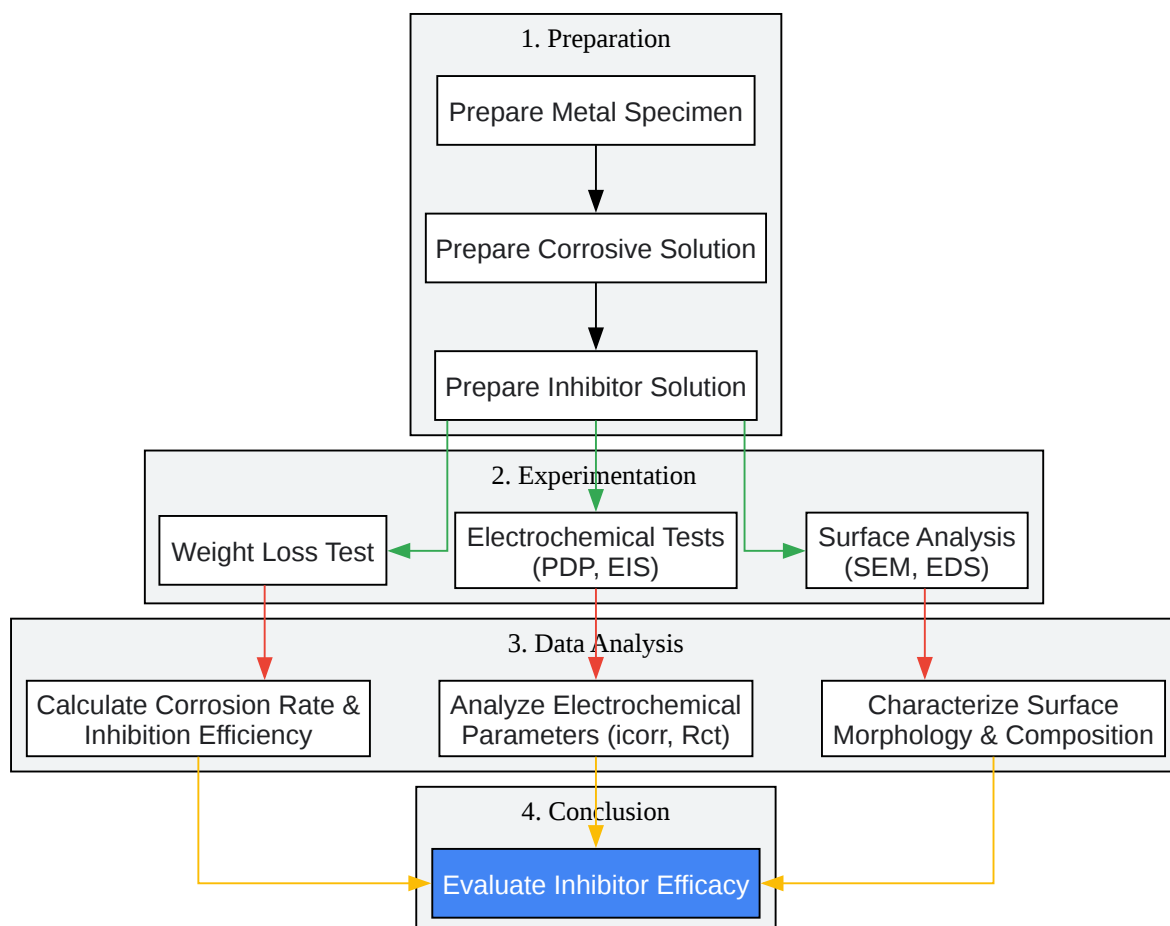 1. Preparation
Prepare Metal Specimen
Prepare Corrosive Solution
Prepare Inhibitor Solution
2. Experimentation
Weight Loss Test
Electrochemical Tests
(PDP, EIS)
Surface Analysis
(SEM, EDS)
3. Data Analysis
Calculate Corrosion Rate &
Inhibition Efficiency
Analyze Electrochemical
Parameters (icorr, Rct)
Characterize Surface
Morphology & Composition
4. Conclusion
Evaluate Inhibitor Efficacy